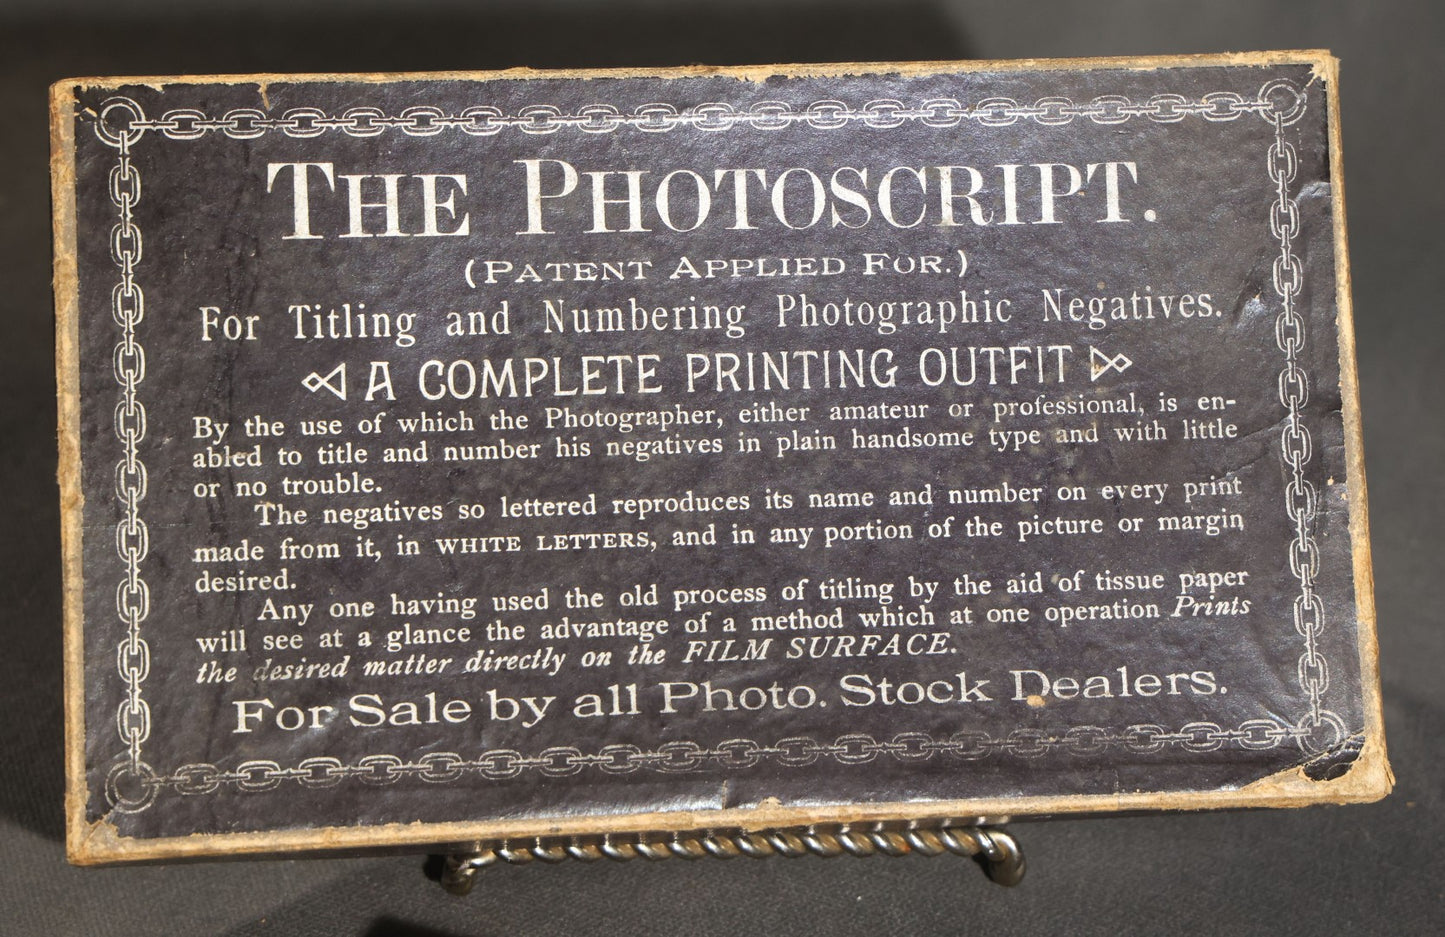 THE PHOTOSCRIPT.
(PATENT APPLIED FOR.)
For Titling and Numbering Photographic Negatives.
A COMPLETE PRINTING OUTFIT
By the use of which the Photographer, either amateur or professional, is en-
abled to title and number his negatives in plain handsome type and with little
or no trouble.
The negatives so lettered reproduces its name and number on every print
made from it, in WHITE LETTERS, and in any portion of the picture or margin
desired.
Any one having used the old process of titling by the aid of tissue paper
will see at a glance the advantage of a method which at one operation Prints
the desired matter directly on the FILM SURFACE.
For Sale by all Photo. Stock Dealers.